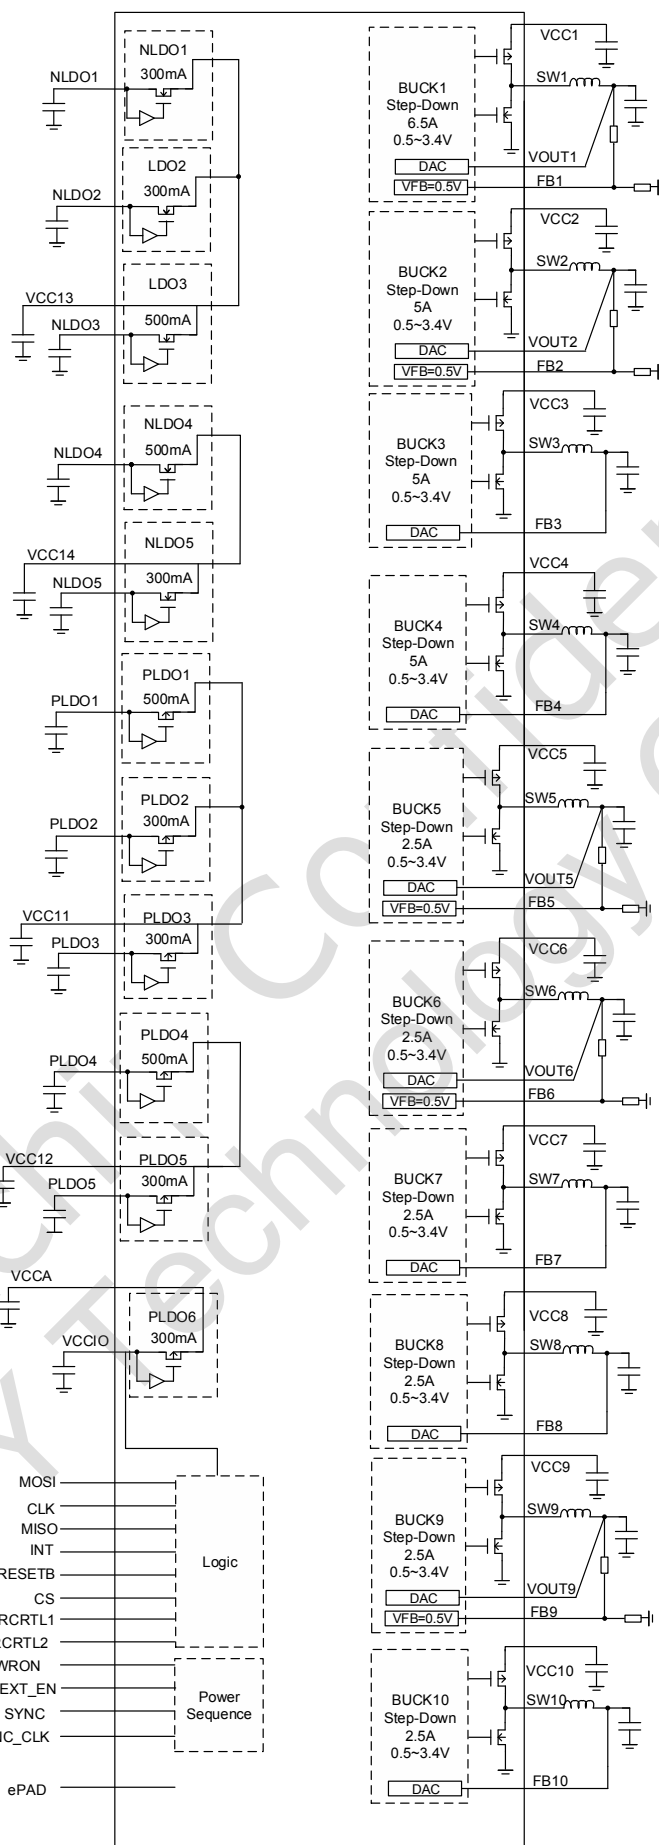 NLDO1
300mA
NLDO1
LDO2
300mA
NLDO2
LDO3
VCC13
500mA
NLDO3
NLDO4
500mA
NLDO4
NLDO5
VCC14
300mA
NLDO5
PLDO1
500mA
PLDO1
PLDO2
300mA
PLDO2
PLDO3
VCC11
300mA
PLDO3
PLDO4
500mA
PLDO4
PLDO5
VCC12
300mA
PLDO5
VCCA
PLDO6
300mA
VCCIO
MOSI
CLK
MISO
INT
RESETB
CS
RCRTL1
CRTL2
WRON
EXT_EN
SYNC
NC_CLK
ePAD
Logic
Power
Sequence
BUCK1
Step-Down
6.5A
0.5~3.4V
DAC
VFB=0.5V
VCC1
SW1
VOUT1
FB1
BUCK2
Step-Down
5A
0.5~3.4V
DAC
VFB=0.5V
VCC2
SW2
VOUT2
FB2
BUCK3
Step-Down
5A
0.5~3.4V
DAC
VCC3
SW3
FB3
BUCK4
Step-Down
5A
0.5~3.4V
DAC
VCC4
SW4
FB4
BUCK5
Step-Down
2.5A
0.5~3.4V
DAC
VFB=0.5V
VCC5
SW5
VOUT5
FB5
BUCK6
Step-Down
2.5A
0.5~3.4V
DAC
VFB=0.5V
VCC6
SW6
VOUT6
FB6
BUCK7
Step-Down
2.5A
0.5~3.4V
DAC
VCC7
SW7
FB7
BUCK8
Step-Down
2.5A
0.5~3.4V
DAC
VCC8
SW8
FB8
BUCK9
Step-Down
2.5A
0.5~3.4V
DAC
VFB=0.5V
VCC9
SW9
VOUT9
FB9
BUCK10
Step-Down
2.5A
0.5~3.4V
DAC
VCC10
SW10
FB10
Technology